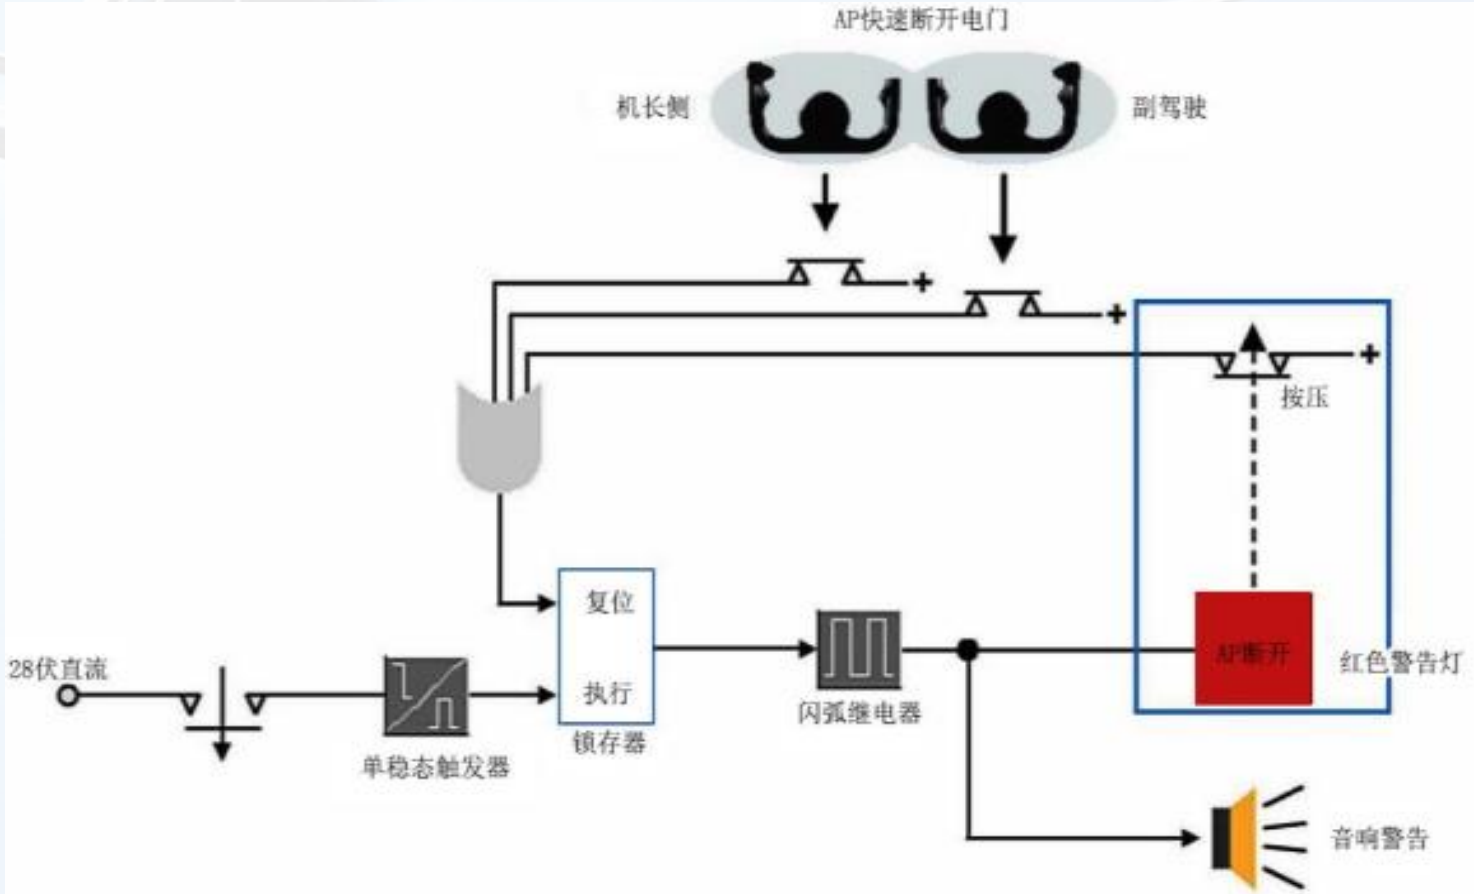 AP快速断开电门
机长侧
副驾驶
+
+
+
按压
复位
28伏直流
AP断开
红色警告灯
执行
闪弧继电器
锁存器
单稳态触发器
音响警告